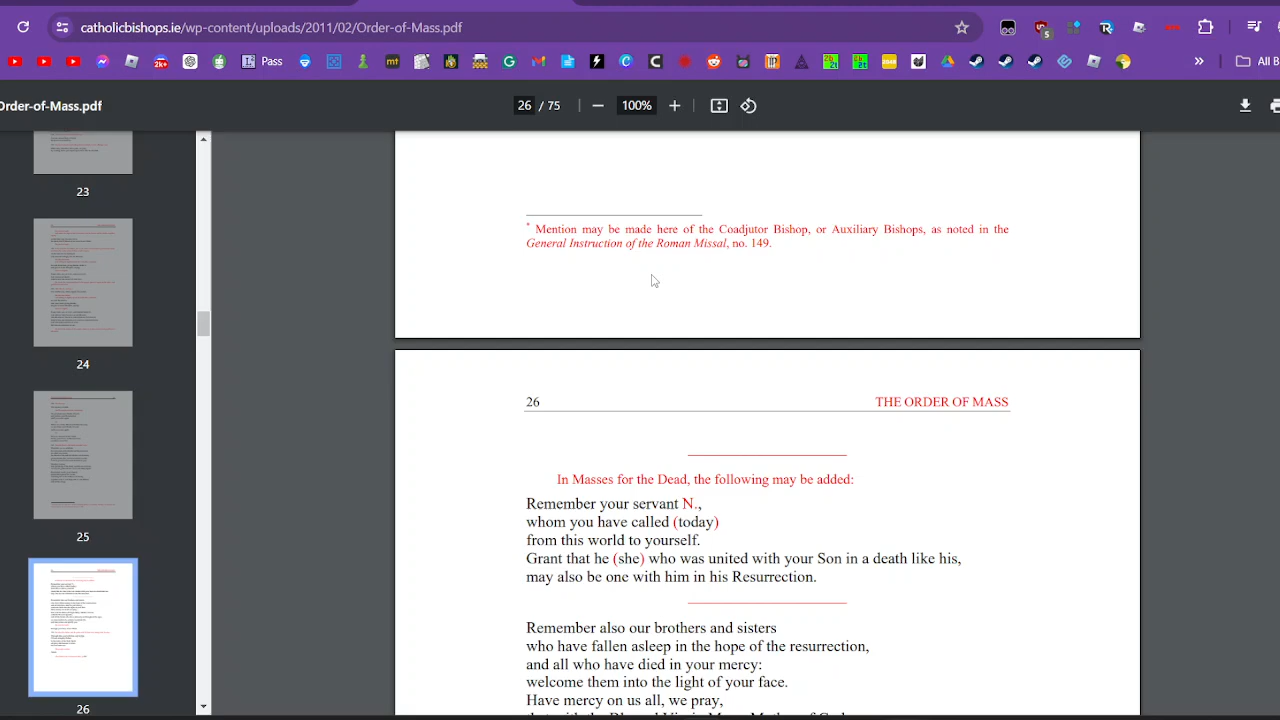 catholicbishops.ie/wp-content/uploads/2011/02/Order-of-Mass.pdf
Pass
All B
Order-of-Mass.pdf
26 / 75
100%
23
24
25
26
* Mention may be made here of the Coadjutor Bishop, or Auxiliary Bishops, as noted in the
General Instruction of the Roman Missal, no. 149.
26 THE ORDER OF MASS
In Masses for the Dead, the following may be added:
Remember your servant N.,
whom you have called (today)
from this world to yourself.
Grant that he (she) who was united with your Son in a death like his,
may also be one with him in his Resurrection.
Remember also our brothers and
who have fallen asleep in the hope of the resurrection,
and all who have died in your mercy:
welcome them into the light of your face.
Have mercy on us all, we pray,